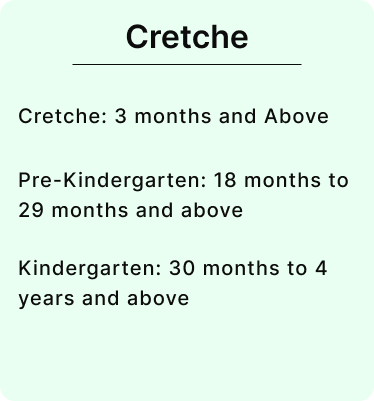 Cretche
Cretche: 3 months and Above
Pre-Kindergarten: 18 months to
29 months and above
Kindergarten: 30 months to 4
years and above